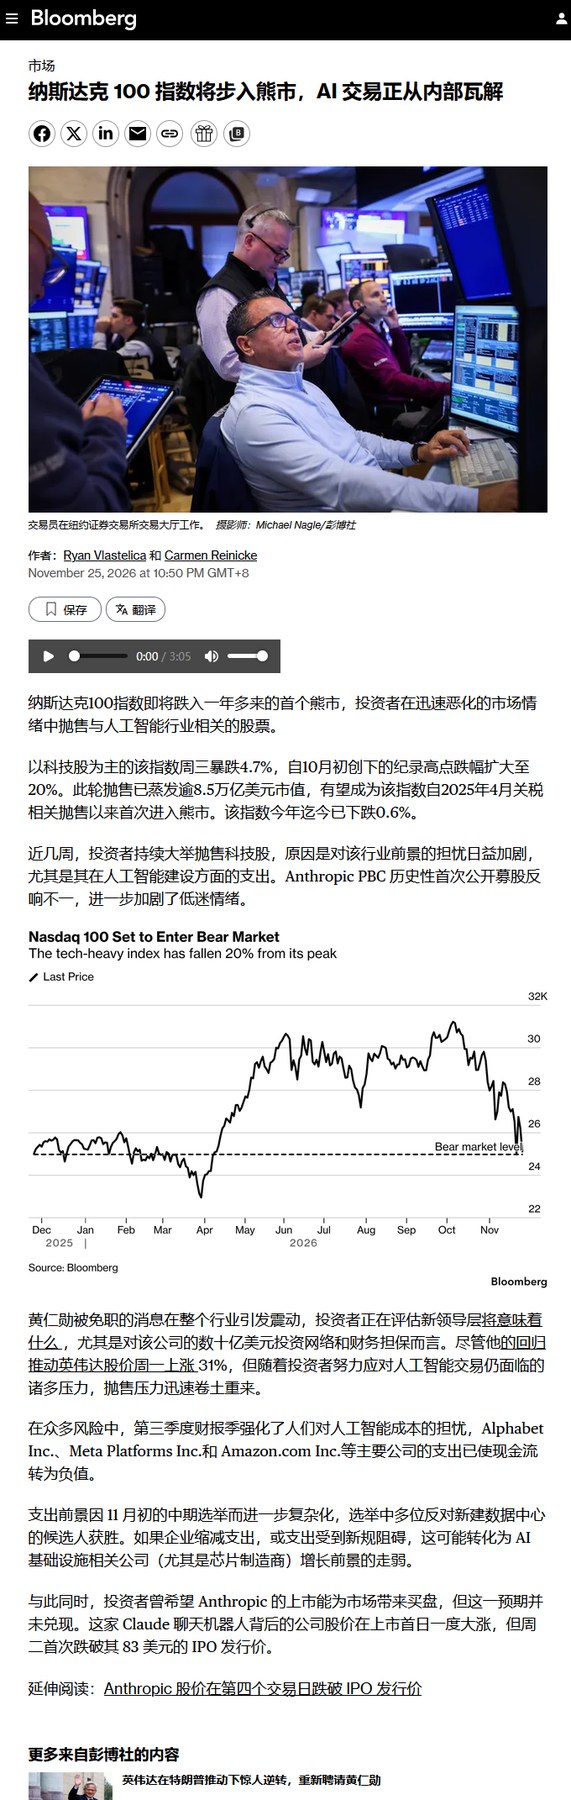 Bloomberg
市场
纳斯达克 100 指数将步入熊市，AI 交易正从内部瓦解
交易员在纽约证券交易所交易大厅工作。 摄影师：Michael Nagle/彭博社
作者：Ryan Vlastelica 和 Carmen Reinicke
November 25, 2026 at 10:50 PM GMT+8
保存 翻译
0:00 / 3:05
纳斯达克100指数即将跌入一年多来的首个熊市，投资者在迅速恶化的市场情
绪中抛售与人工智能行业相关的股票。
以科技股为主的该指数周三暴跌4.7%，自10月初创下的纪录高点跌幅扩大至
20%。此轮抛售已蒸发逾8.5万亿美元市值，有望成为该指数自2025年4月关税
相关抛售以来首次进入熊市。该指数今年迄今已下跌0.6%。
近几周，投资者持续大举抛售科技股，原因是对该行业前景的担忧日益加剧，
尤其是其在人工智能建设方面的支出。Anthropic PBC 历史性首次公开募股反
响不一，进一步加剧了低迷情绪。
Nasdaq 100 Set to Enter Bear Market
The tech-heavy index has fallen 20% from its peak
Last Price
32K
30
28
26
Bear market level
24
22
Dec Jan Feb Mar Apr May Jun Jul Aug Sep Oct Nov
2025 | 2026
Source: Bloomberg
Bloomberg
黄仁勋被免职的消息在整个行业引发震动，投资者正在评估新领导层将意味着
什么，尤其是对该公司的数十亿美元投资网络和财务担保而言。尽管他的回归
推动英伟达股价周一上涨 31%，但随着投资者努力应对人工智能交易仍面临的
诸多压力，抛售压力迅速卷土重来。
在众多风险中，第三季度财报季强化了人们对人工智能成本的担忧，Alphabet
Inc.、Meta Platforms Inc.和 Amazon.com Inc.等主要公司的支出已使现金流
转为负值。
支出前景因 11 月初的中期选举而进一步复杂化，选举中多位反对新建数据中心
的候选人获胜。如果企业缩减支出，或支出受到新规阻碍，这可能转化为 AI
基础设施相关公司（尤其是芯片制造商）增长前景的走弱。
与此同时，投资者曾希望 Anthropic 的上市能为市场带来买盘，但这一预期并
未兑现。这家 Claude 聊天机器人背后的公司股价在上市首日一度大涨，但周
二首次跌破其 83 美元的 IPO 发行价。
延伸阅读：Anthropic 股价在第四个交易日跌破 IPO 发行价
更多来自彭博社的内容
英伟达在特朗普推动下惊人逆转，重新聘请黄仁勋